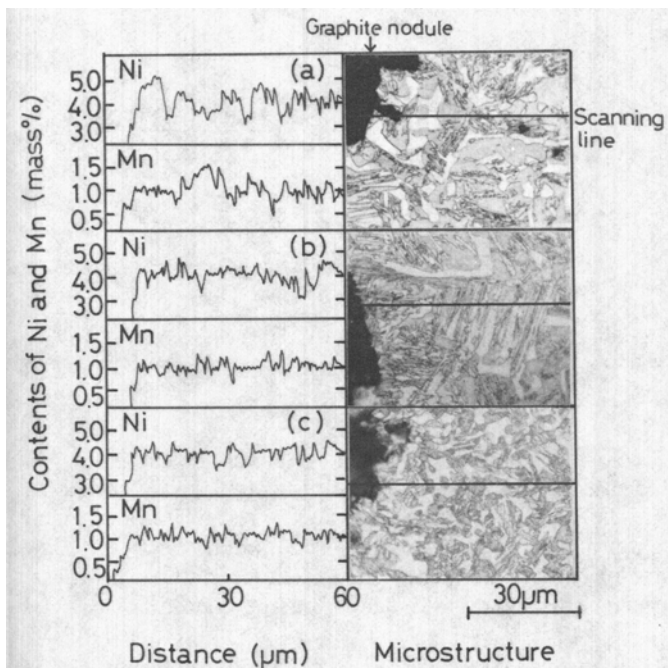 Graphite nodule
Contents of Ni and Mn (mass%)
Ni
(a)
5.0
4.0
3.0
Mn
1.5
1.0
0.5
Scanning
line
Ni
(b)
5.0
4.0
3.0
Mn
1.5
1.0
0.5
Ni
(c)
5.0
4.0
3.0
Mn
1.5
1.0
0.5
0
30
60
30μm
Distance (μm)
Microstructure